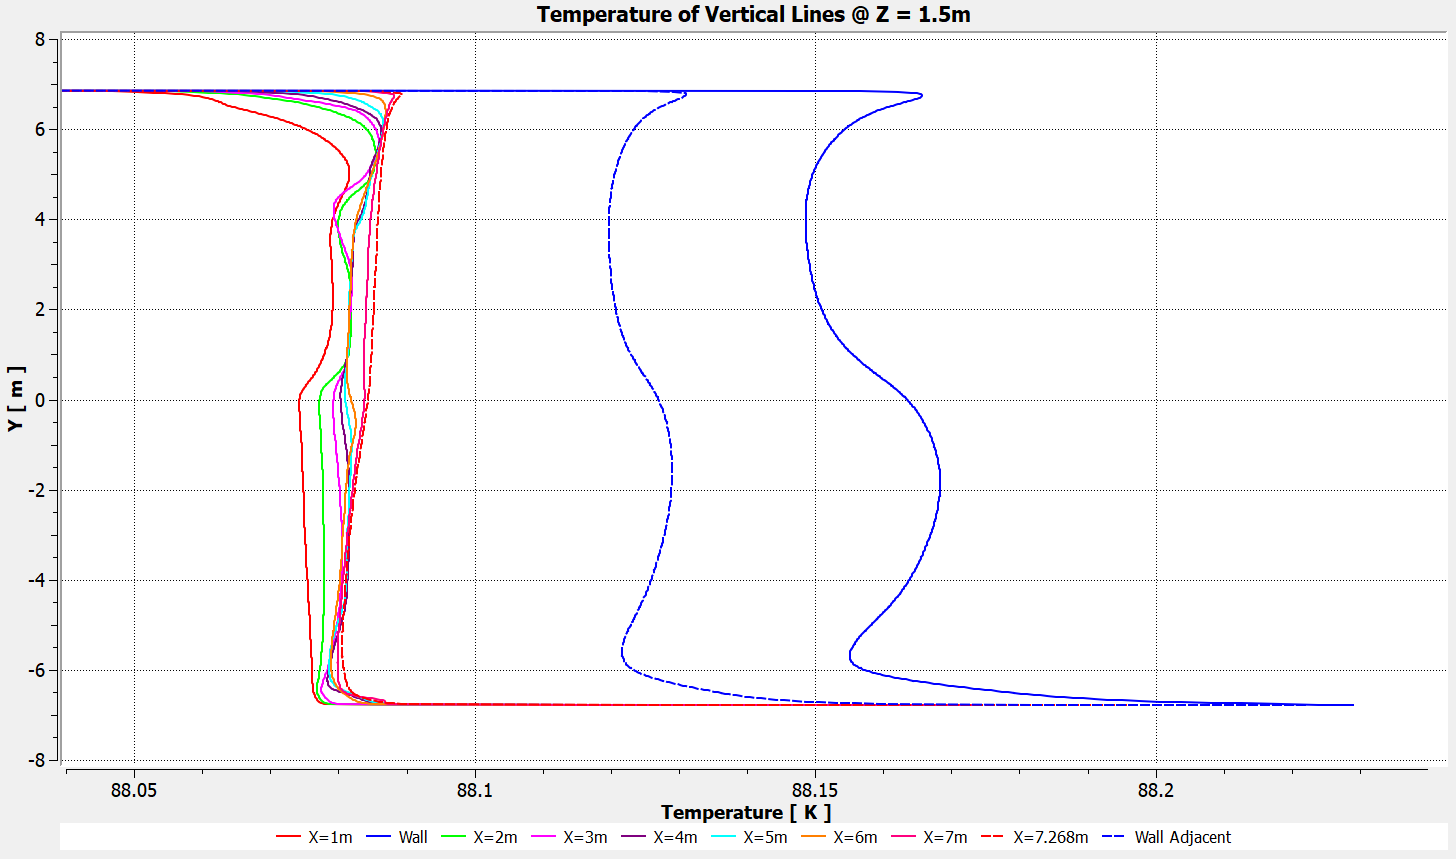 Temperature of Vertical Lines @ Z = 1.5m
8
6
4
2
0
-2
-4
-6
-8
Y [ m ]
88.05 88.1 88.15 88.2
Temperature [ K ]
X=1m Wall X=2m X=3m X=4m X=5m X=6m X=7m X=7.268m Wall Adjacent